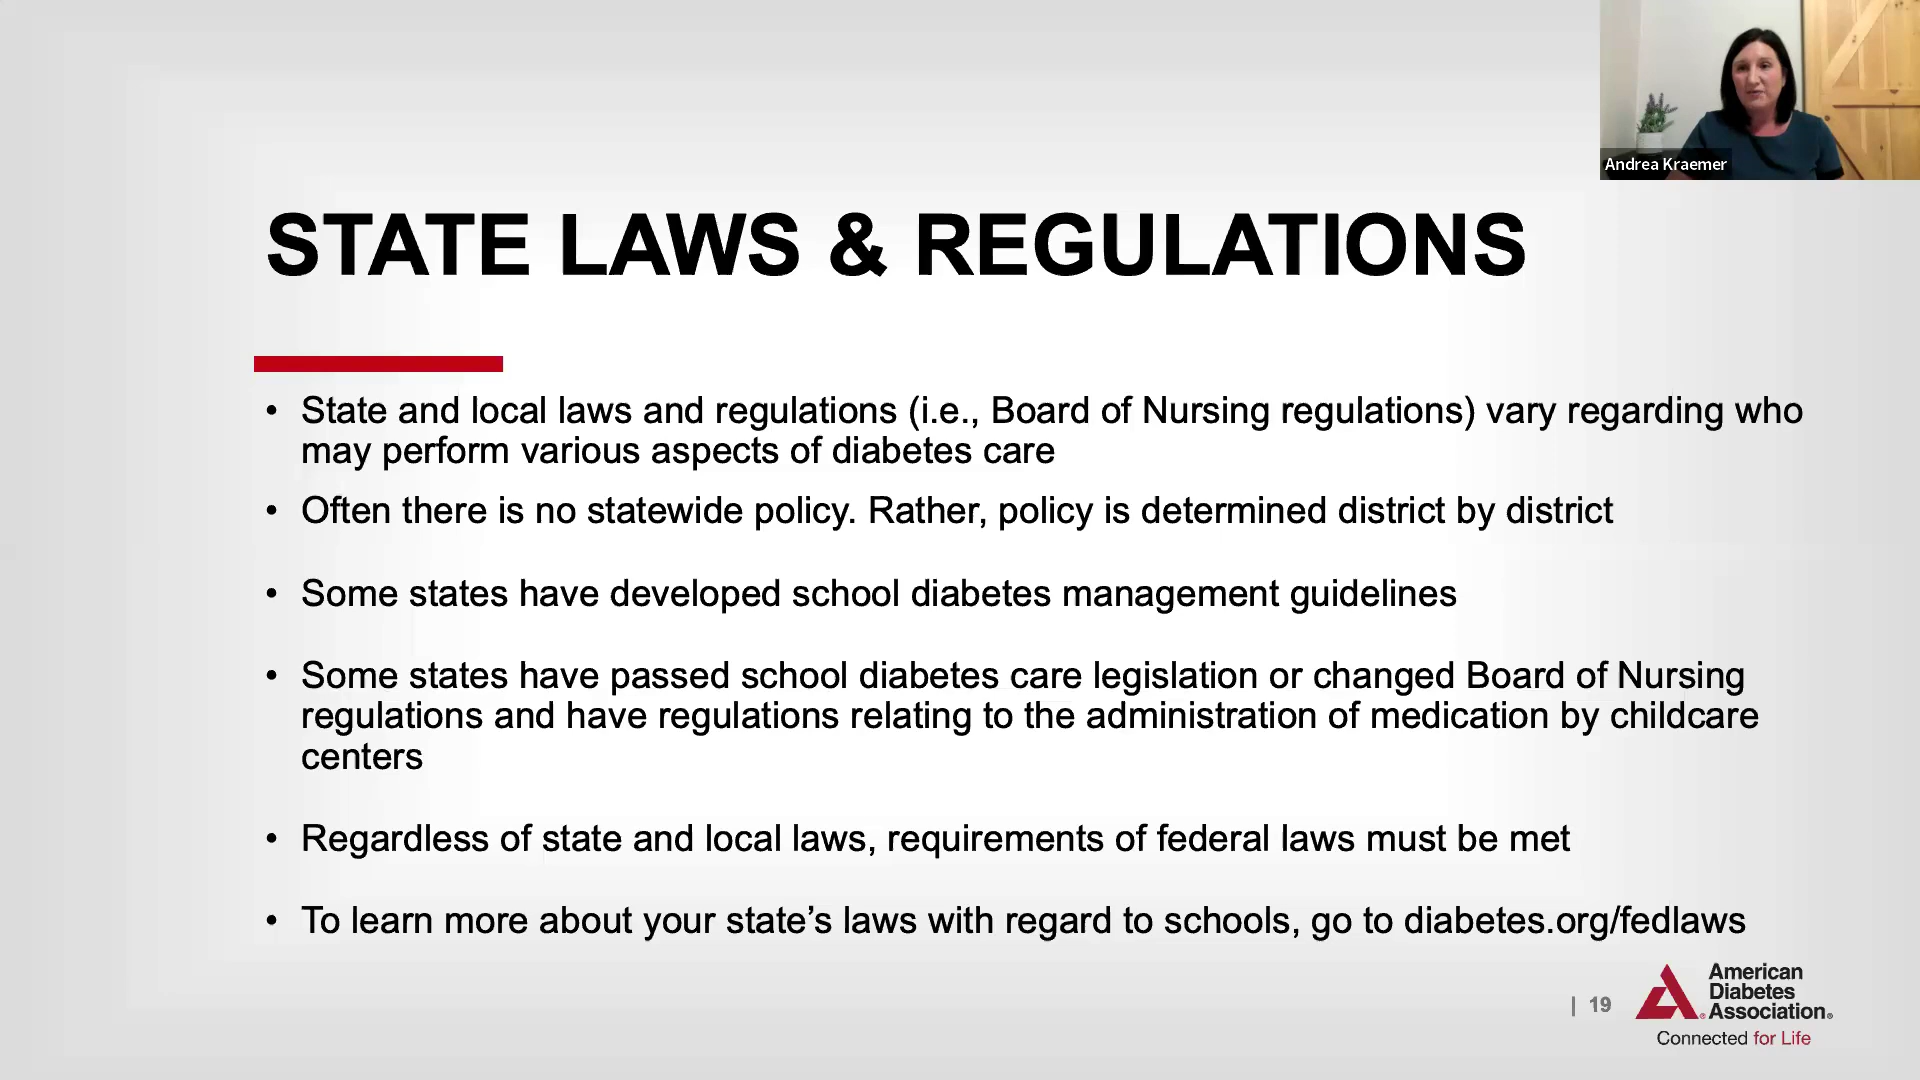 Andrea Kraemer
STATE LAWS & REGULATIONS
• State and local laws and regulations (i.e., Board of Nursing regulations) vary regarding who
may perform various aspects of diabetes care
• Often there is no statewide policy. Rather, policy is determined district by district
• Some states have developed school diabetes management guidelines
• Some states have passed school diabetes care legislation or changed Board of Nursing
regulations and have regulations relating to the administration of medication by childcare
centers
• Regardless of state and local laws, requirements of federal laws must be met
• To learn more about your state’s laws with regard to schools, go to diabetes.org/fedlaws
| 19
American
Diabetes
® Association®
Connected for Life